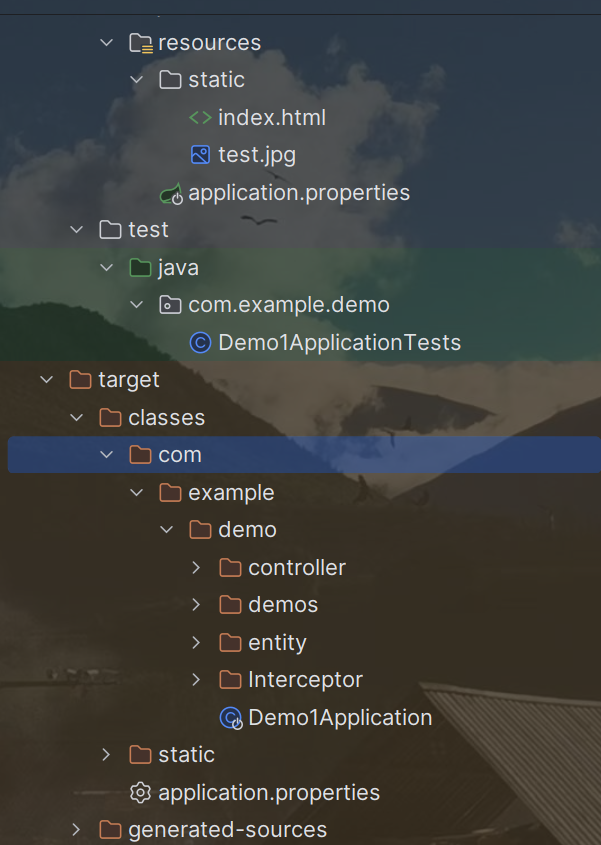 resources
static
index.html
test.jpg
application.properties
test
java
com.example.demo
Demo1ApplicationTests
target
classes
com
example
demo
controller
demos
entity
Interceptor
Demo1Application
static
application.properties
generated-sources